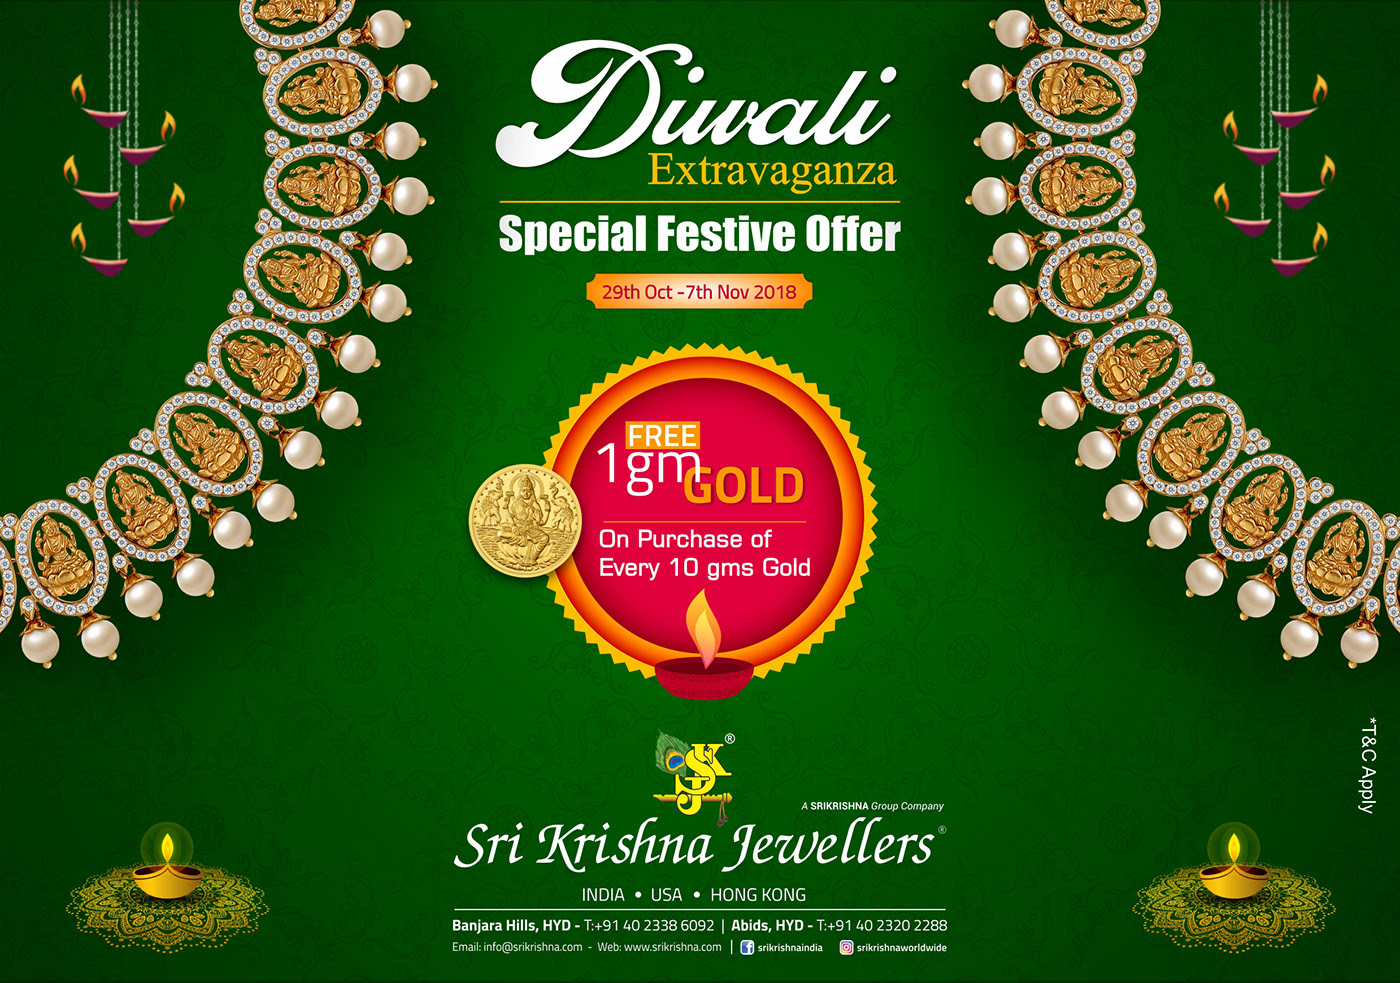 Diwali
Extravaganza
Special Festive Offer
29th Oct -7th Nov 2018
FREE
1gm
GOLD
On Purchase of
Every 10 gms Gold
SKJ®
A SRIKRISHNA Group Company
Sri Krishna Jewellers®
INDIA • USA • HONG KONG
Banjara Hills, HYD - T:+91 40 2338 6092 | Abids, HYD - T:+91 40 2320 2288
Email: info@srikrishna.com - Web: www.srikrishna.com | srikrishnaindia srikrishnaworldwide
*T&C Apply